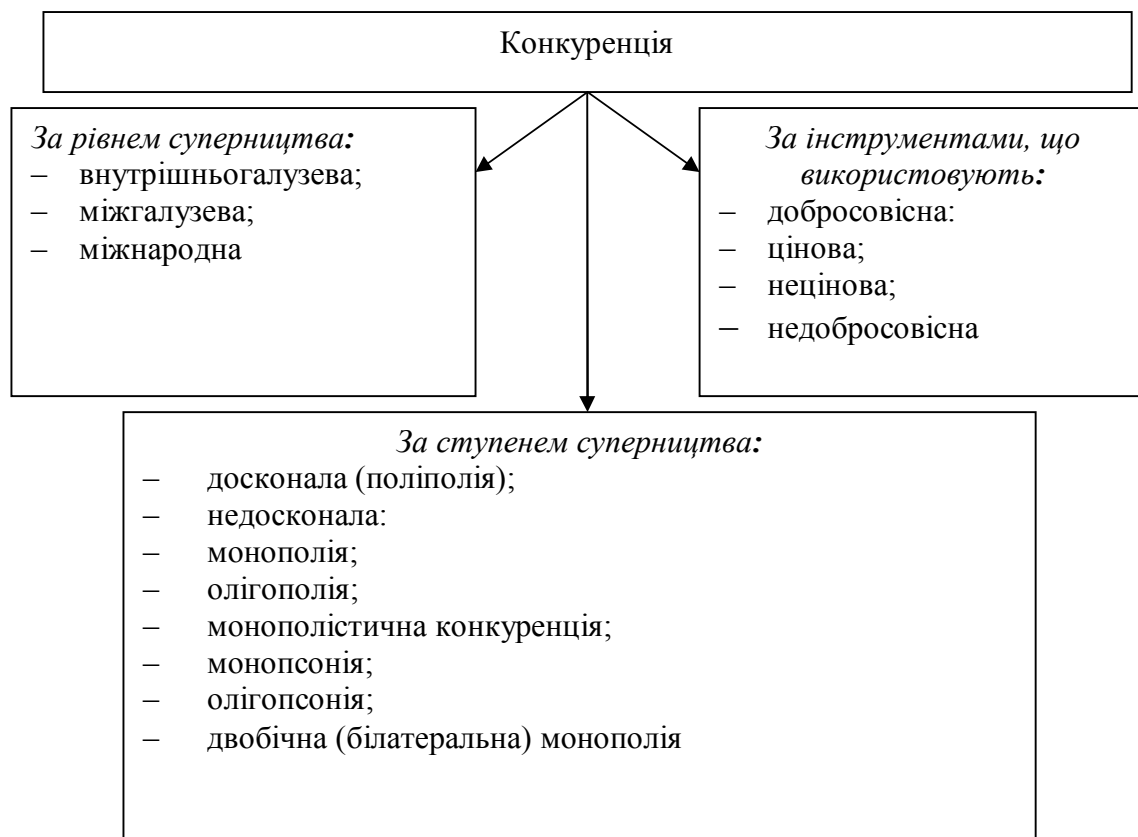 Конкуренція
За рівнем суперництва:
– внутрішньогалузева;
– міжгалузева;
– міжнародна
За інструментами, що
використовують:
– добросовісна:
– цінова;
– нецінова;
– недобросовісна
За ступенем суперництва:
– досконала (поліполія);
– недосконала:
– монополія;
– олігополія;
– монополістична конкуренція;
– монопсонія;
– олігопсонія;
– двобічна (білатеральна) монополія